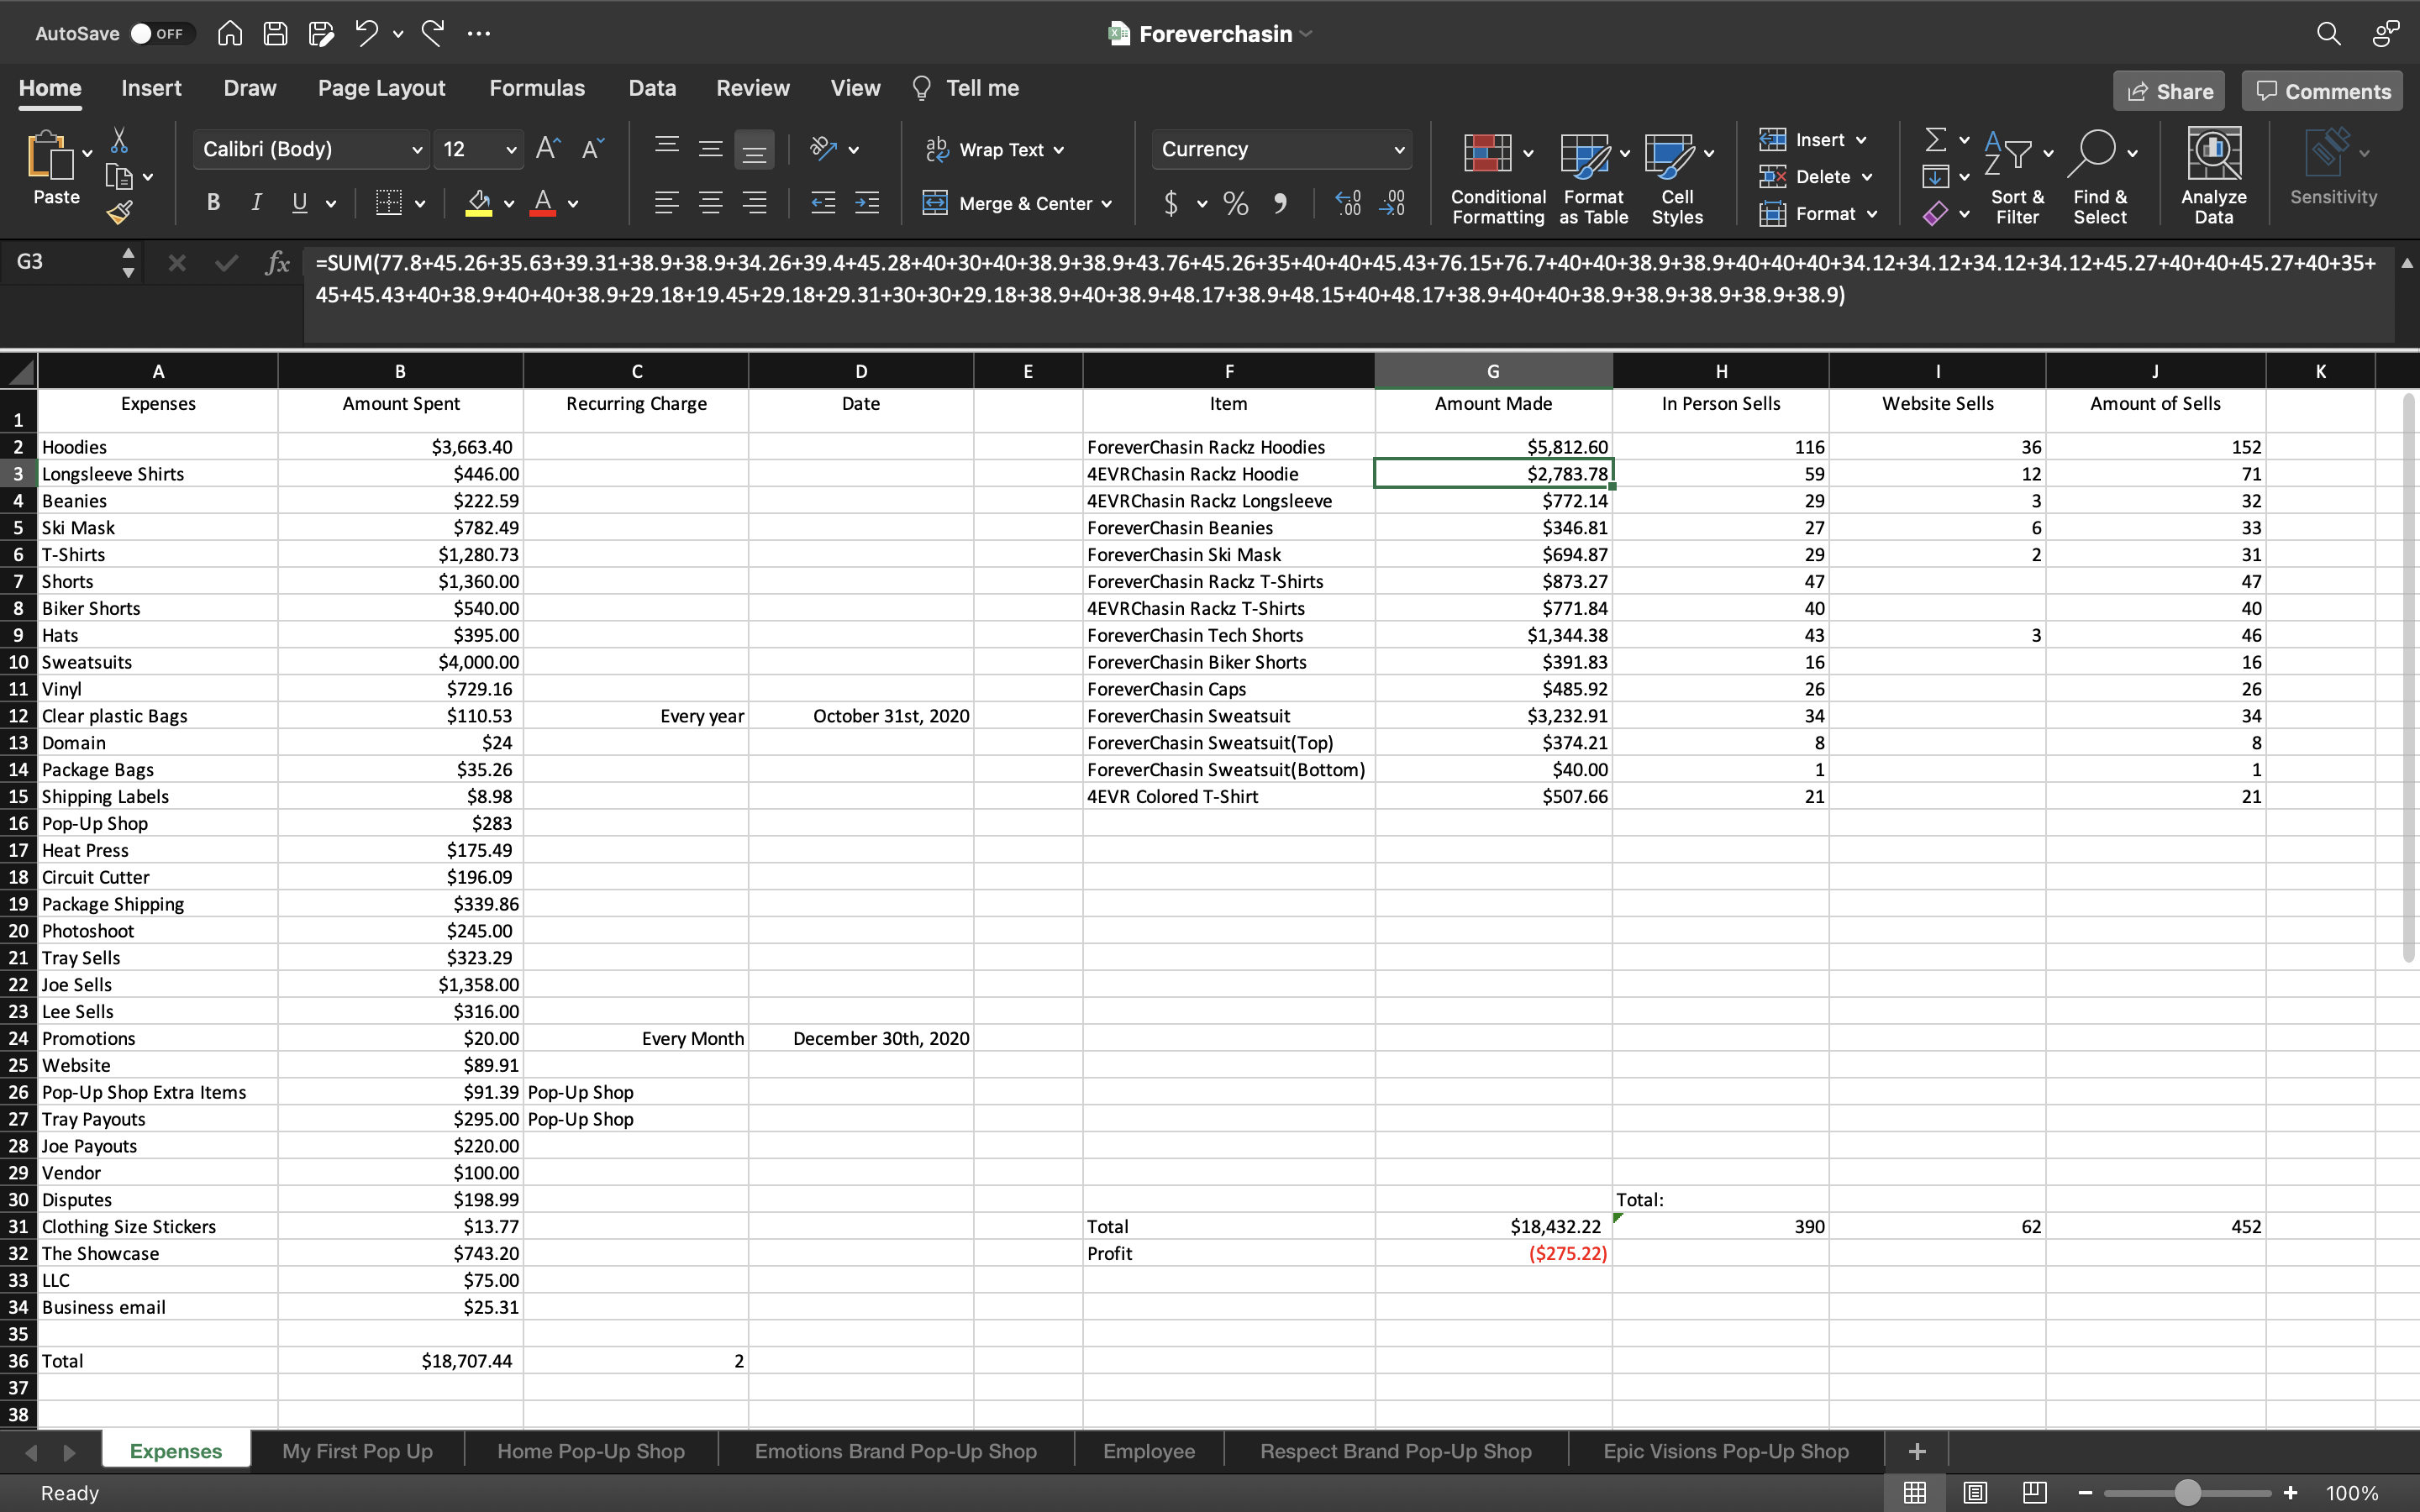 AutoSave OFF Foreverchasin
Home Insert Draw Page Layout Formulas Data Review View Tell me Share Comments
Paste Calibri (Body) 12 Wrap Text Currency Conditional Formatting Format as Table Cell Styles Insert Delete Format Sort & Filter Find & Select Analyze Data Sensitivity
B I U Merge & Center $ %
G3 fx =SUM(77.8+45.26+35.63+39.31+38.9+38.9+34.26+39.4+45.28+40+30+40+38.9+38.9+43.76+45.26+35+40+40+45.43+76.15+76.7+40+40+38.9+38.9+40+40+40+34.12+34.12+34.12+34.12+45.27+40+40+45.27+40+35+
45+45.43+40+38.9+40+40+38.9+29.18+19.45+29.18+29.31+30+30+29.18+38.9+40+38.9+48.17+38.9+48.15+40+48.17+38.9+40+40+38.9+38.9+38.9+38.9+38.9)
A B C D E F G H I J K
1 Expenses Amount Spent Recurring Charge Date Item Amount Made In Person Sells Website Sells Amount of Sells
2 Hoodies $3,663.40 ForeverChasin Rackz Hoodies $5,812.60 116 36 152
3 Longsleeve Shirts $446.00 4EVRChasin Rackz Hoodie $2,783.78 59 12 71
4 Beanies $222.59 4EVRChasin Rackz Longsleeve $772.14 29 3 32
5 Ski Mask $782.49 ForeverChasin Beanies $346.81 27 6 33
6 T-Shirts $1,280.73 ForeverChasin Ski Mask $694.87 29 2 31
7 Shorts $1,360.00 ForeverChasin Rackz T-Shirts $873.27 47 47
8 Biker Shorts $540.00 4EVRChasin Rackz T-Shirts $771.84 40 40
9 Hats $395.00 ForeverChasin Tech Shorts $1,344.38 43 3 46
10 Sweatsuits $4,000.00 ForeverChasin Biker Shorts $391.83 16 16
11 Vinyl $729.16 ForeverChasin Caps $485.92 26 26
12 Clear plastic Bags $110.53 Every year October 31st, 2020 ForeverChasin Sweatsuit $3,232.91 34 34
13 Domain $24 ForeverChasin Sweatsuit(Top) $374.21 8 8
14 Package Bags $35.26 ForeverChasin Sweatsuit(Bottom) $40.00 1 1
15 Shipping Labels $8.98 4EVR Colored T-Shirt $507.66 21 21
16 Pop-Up Shop $283
17 Heat Press $175.49
18 Circuit Cutter $196.09
19 Package Shipping $339.86
20 Photoshoot $245.00
21 Tray Sells $323.29
22 Joe Sells $1,358.00
23 Lee Sells $316.00
24 Promotions $20.00 Every Month December 30th, 2020
25 Website $89.91
26 Pop-Up Shop Extra Items $91.39 Pop-Up Shop
27 Tray Payouts $295.00 Pop-Up Shop
28 Joe Payouts $220.00
29 Vendor $100.00
30 Disputes $198.99 Total:
31 Clothing Size Stickers $13.77 Total $18,432.22 390 62 452
32 The Showcase $743.20 Profit ($275.22)
33 LLC $75.00
34 Business email $25.31
35
36 Total $18,707.44 2
37
38
Expenses My First Pop Up Home Pop-Up Shop Emotions Brand Pop-Up Shop Employee Respect Brand Pop-Up Shop Epic Visions Pop-Up Shop +
Ready 100%